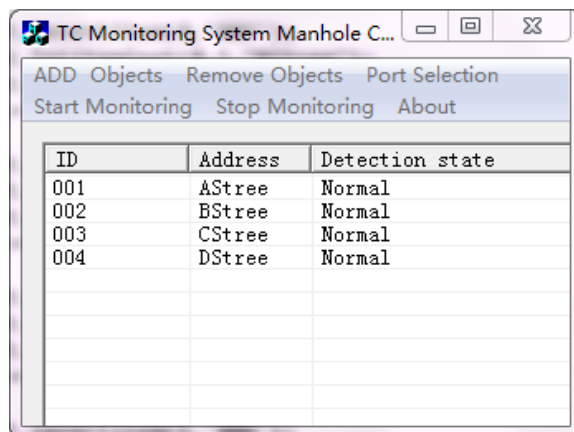 TC Monitoring System Manhole C...
ADD Objects Remove Objects Port Selection
Start Monitoring Stop Monitoring About
ID Address Detection state
001 AStree Normal
002 BStree Normal
003 CStree Normal
004 DStree Normal